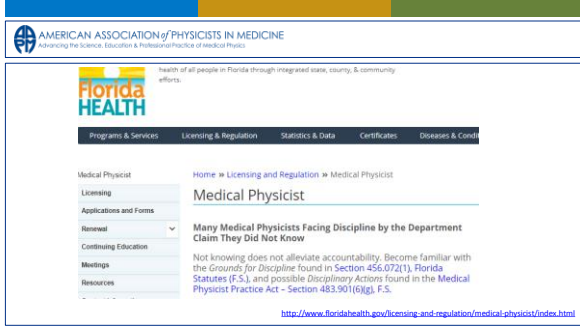 AMERICAN ASSOCIATION of PHYSICISTS IN MEDICINE
Advancing the Science, Education & Professional Practice of Medical Physics
health of all people in Florida through integrated state, county, & community
efforts.
Florida
HEALTH
Programs & Services Licensing & Regulation Statistics & Data Certificates Diseases & Condit
Medical Physicist
Licensing
Applications and Forms
Renewal
Continuing Education
Meetings
Resources
Home » Licensing and Regulation » Medical Physicist
Medical Physicist
Many Medical Physicists Facing Discipline by the Department
Claim They Did Not Know
Not knowing does not alleviate accountability. Become familiar with
the Grounds for Discipline found in Section 456.072(1), Florida
Statutes (F.S.), and possible Disciplinary Actions found in the Medical
Physicist Practice Act – Section 483.901(6)(g), F.S.
http://www.floridahealth.gov/licensing-and-regulation/medical-physicist/index.html